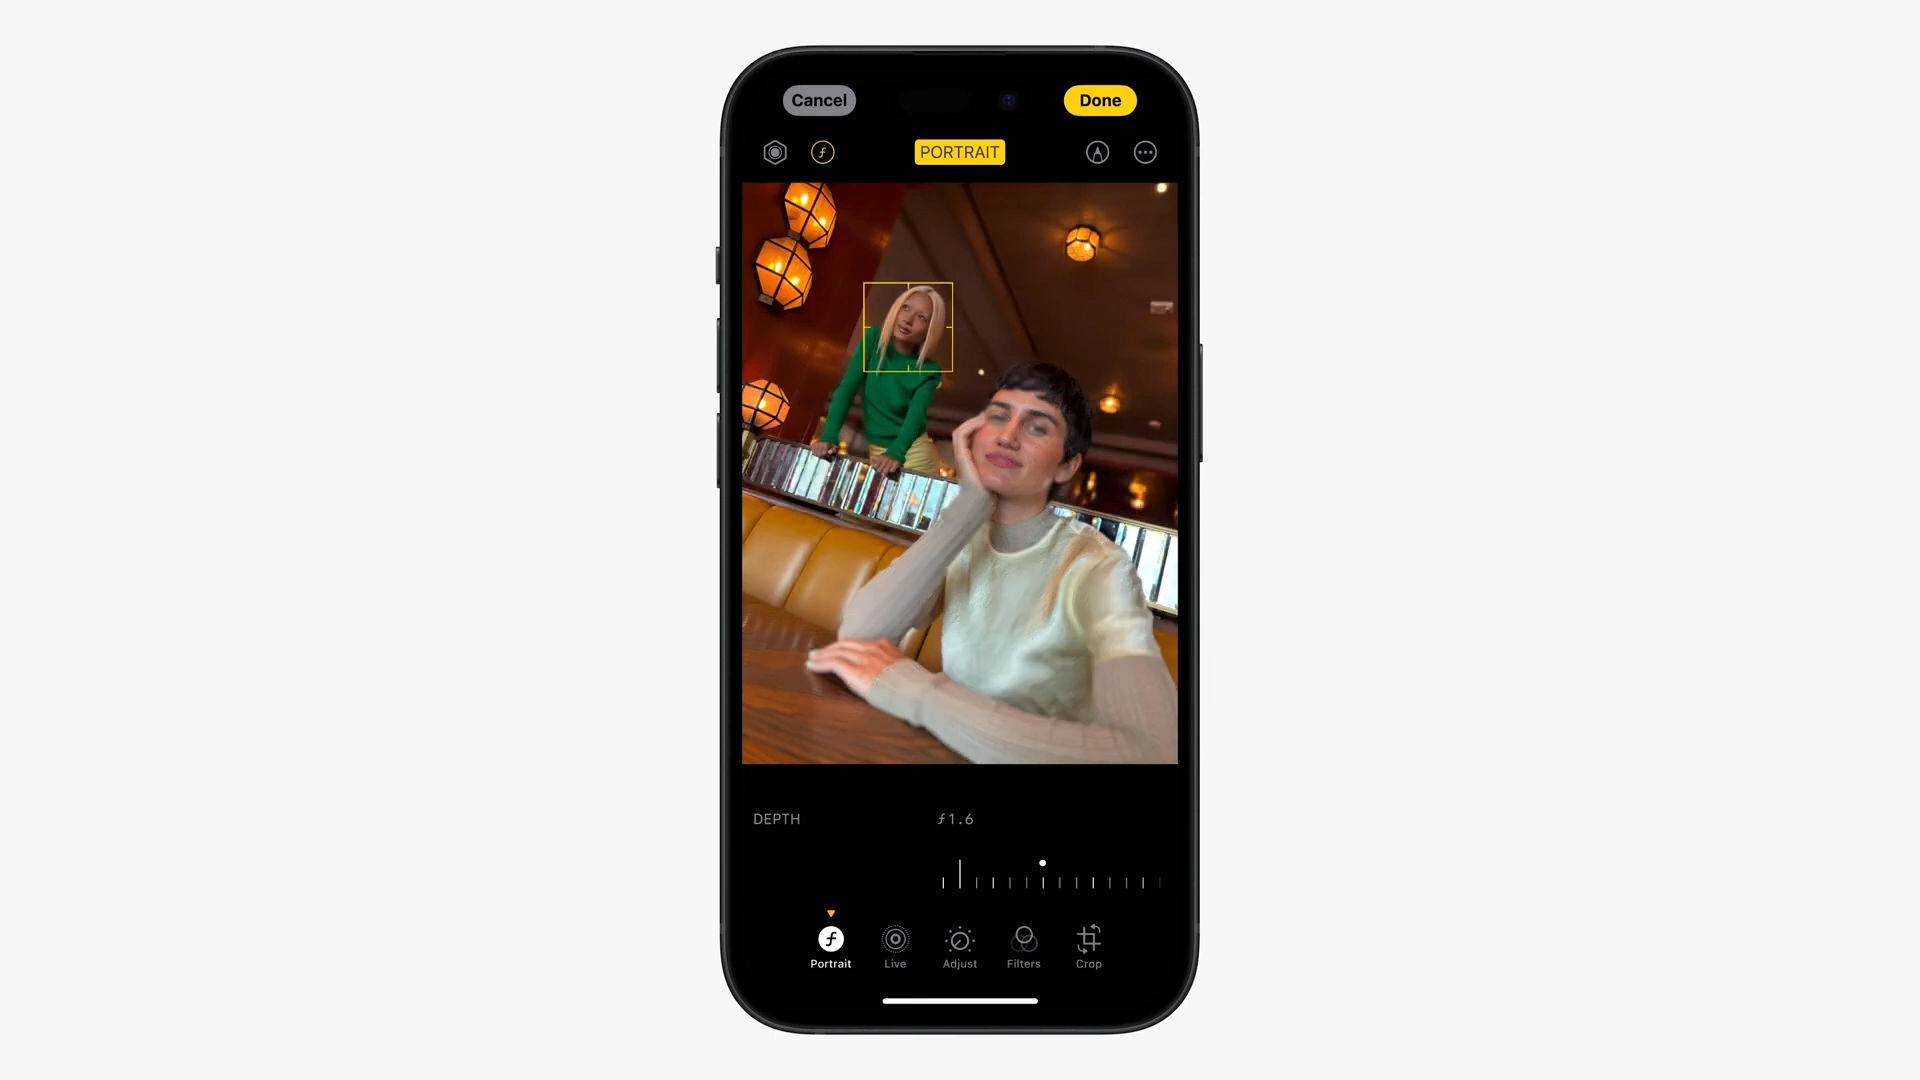 Cancel
Done
PORTRAIT
DEPTH
ƒ1.6
Portrait
Live
Adjust
Filters
Crop